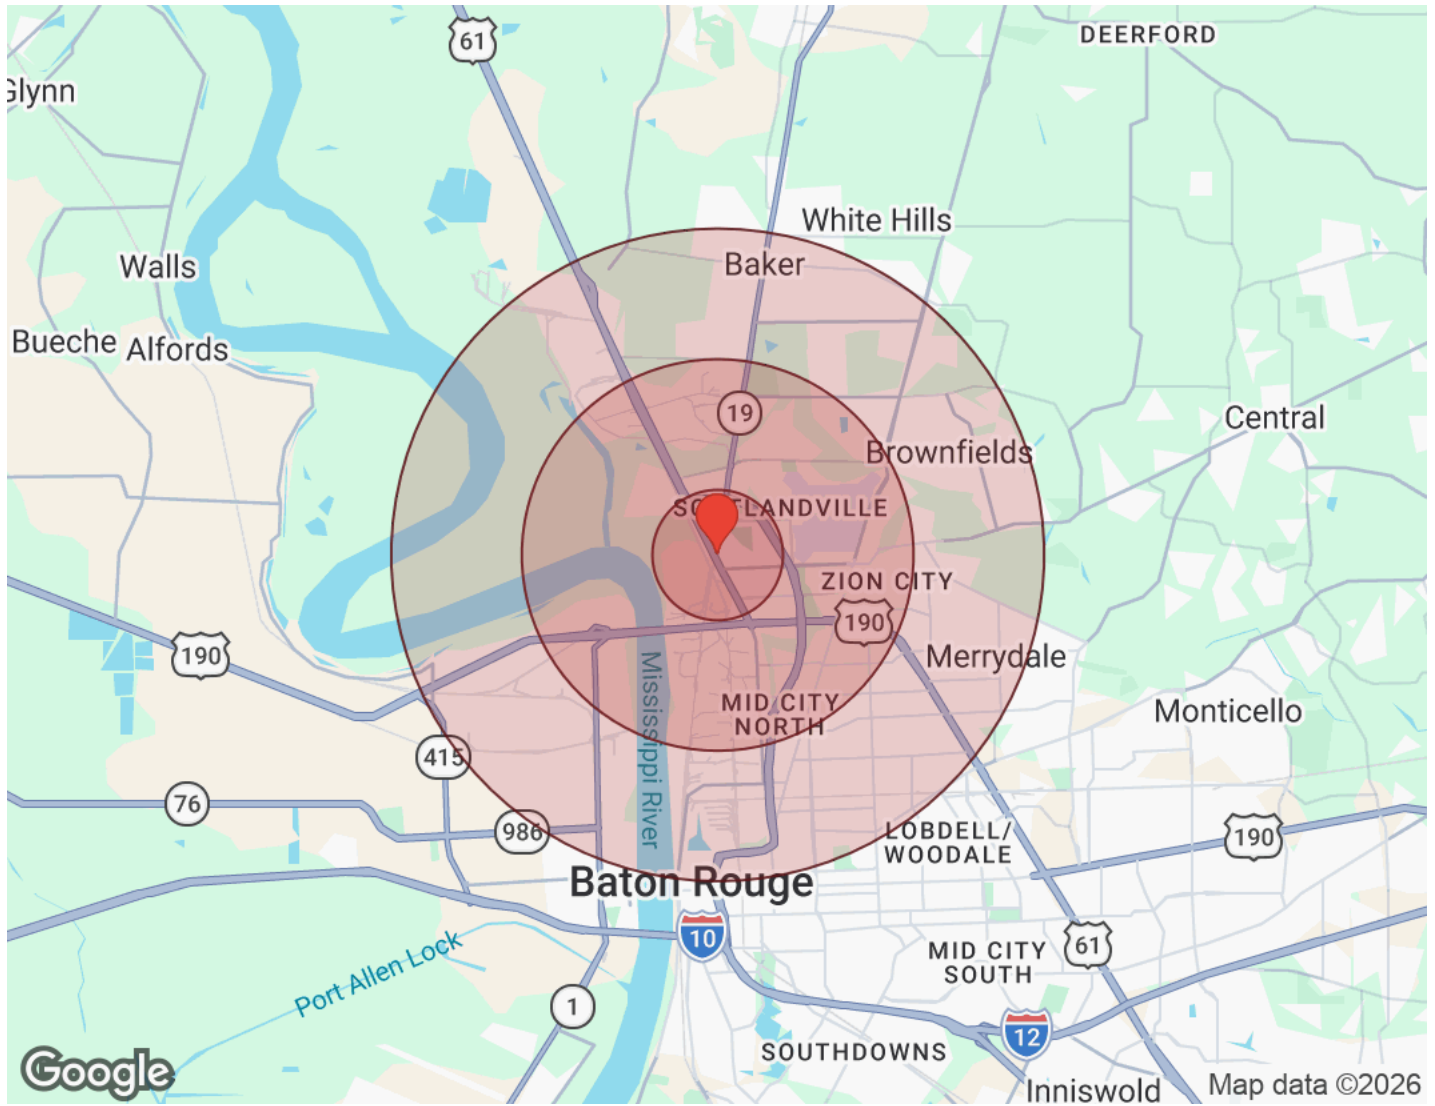 61
DEERFORD
Glynn
White Hills
Baker
Walls
Bueche
Alfords
19
Central
Brownfields
SCOTLANDVILLE
ZION CITY
190
190
Merrydale
Mississippi River
MID CITY
NORTH
Monticello
415
76
986
LOBDELL/
WOODALE
190
Baton Rouge
10
61
MID CITY
SOUTH
Port Allen Lock
1
12
SOUTHDOWNS
Inniswold
Google
Map data ©2026